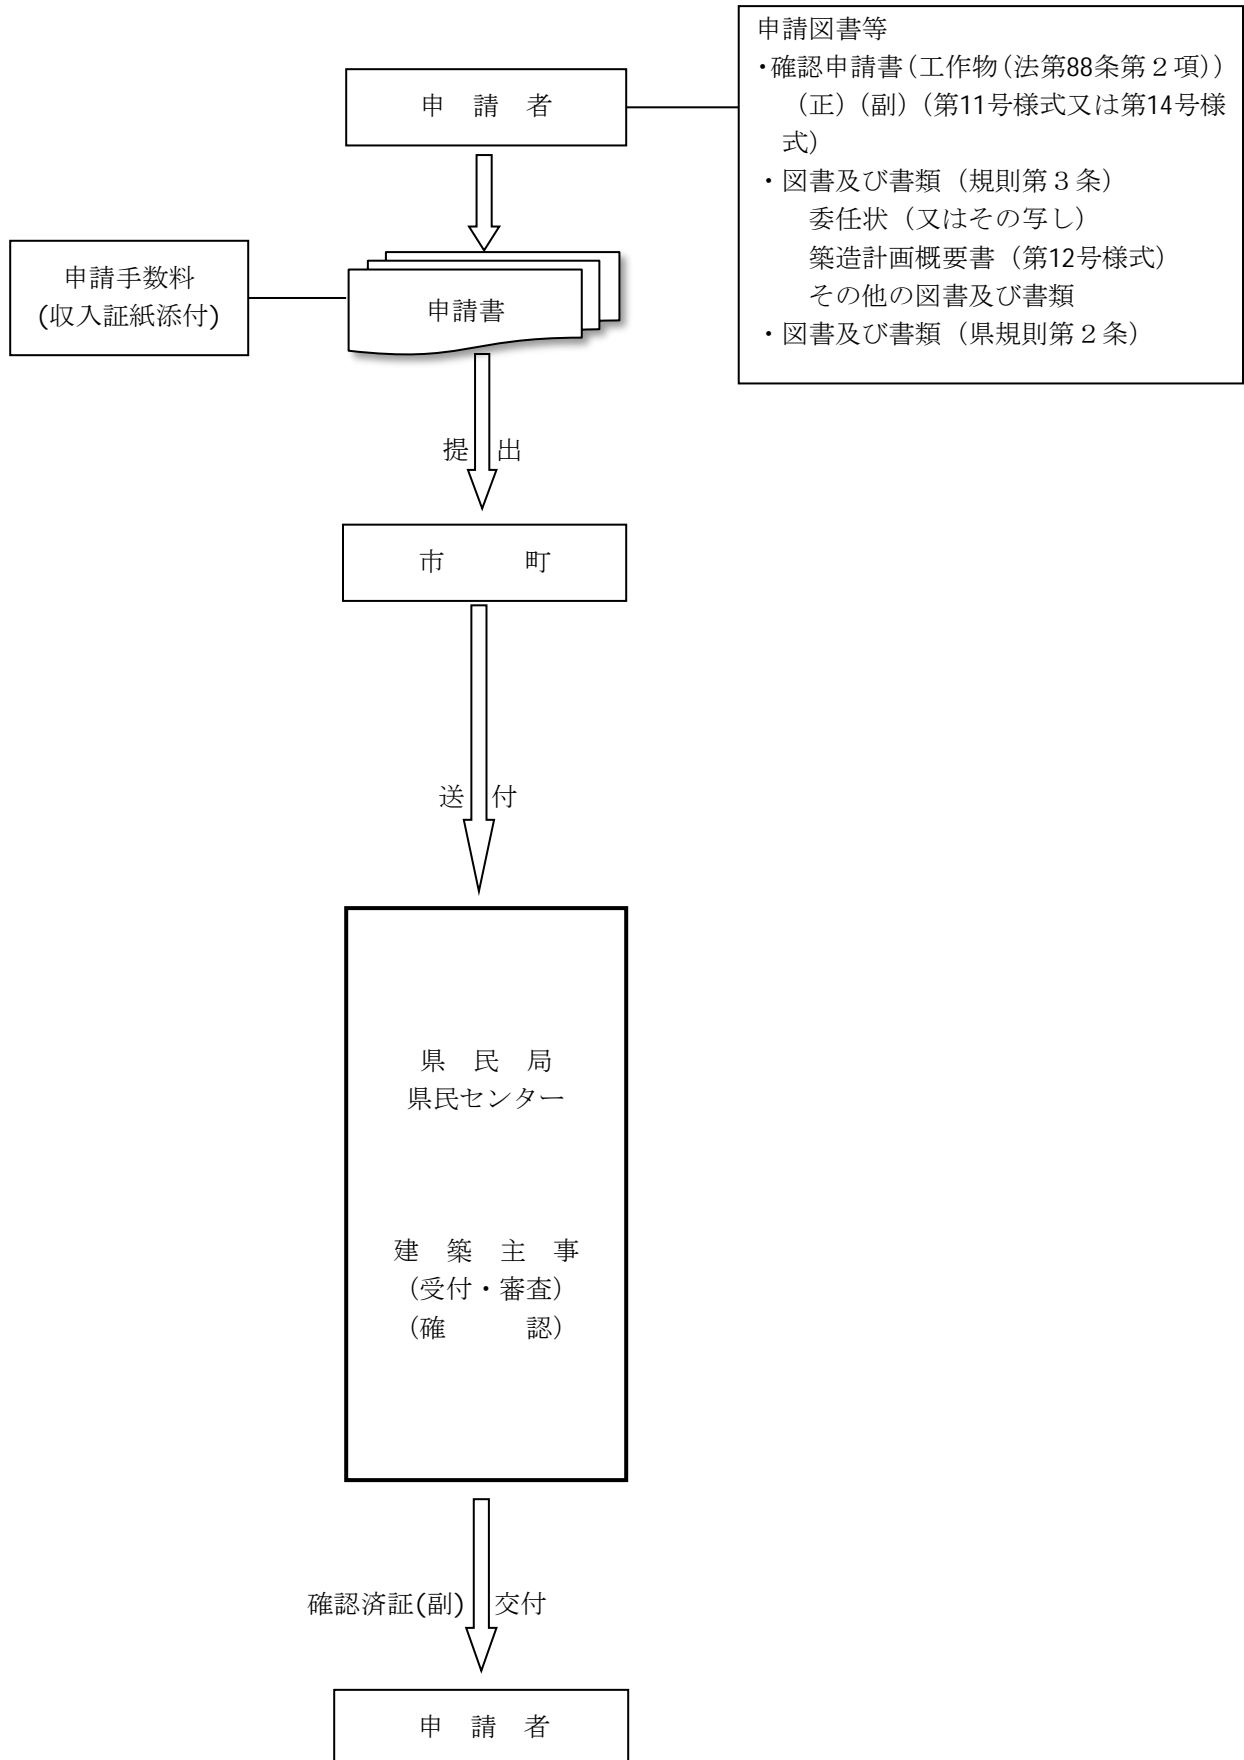 申請図書等
・確認申請書（工作物（法第88条第２項））
（正）（副）（第11号様式又は第14号様
式）
・図書及び書類（規則第３条）
委任状（又はその写し）
築造計画概要書（第12号様式）
その他の図書及び書類
・図書及び書類（県規則第２条）
申　請　者
申請手数料
(収入証紙添付)
申請書
提　出
市　　　町
送　付
県　民　局
県民センター
建　築　主　事
（受付・審査）
（確　　　認）
確認済証(副)　交付
申　請　者